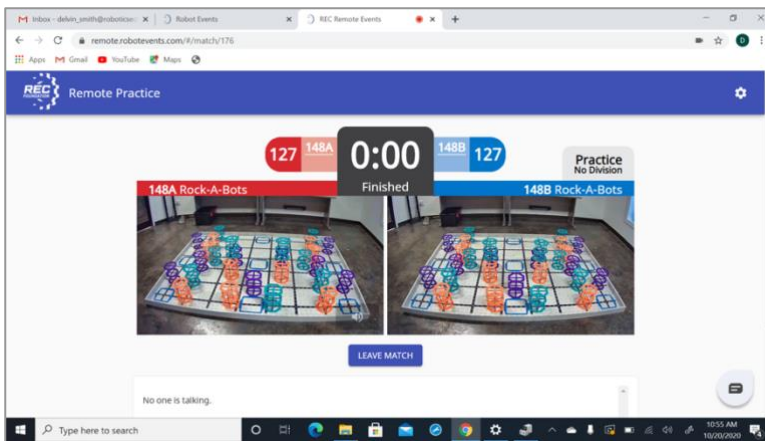 Inbox - delvin_smith@roboticsed
Robot Events
REC Remote Events
remote.robotevents.com/#/match/176
Apps
Gmail
YouTube
Maps
D
REC
FOUNDATION
Remote Practice
127
148A
0:00
148B
127
Finished
Practice
No Division
148A Rock-A-Bots
148B Rock-A-Bots
LEAVE MATCH
No one is talking.
Type here to search
10:55 AM
10/20/2020